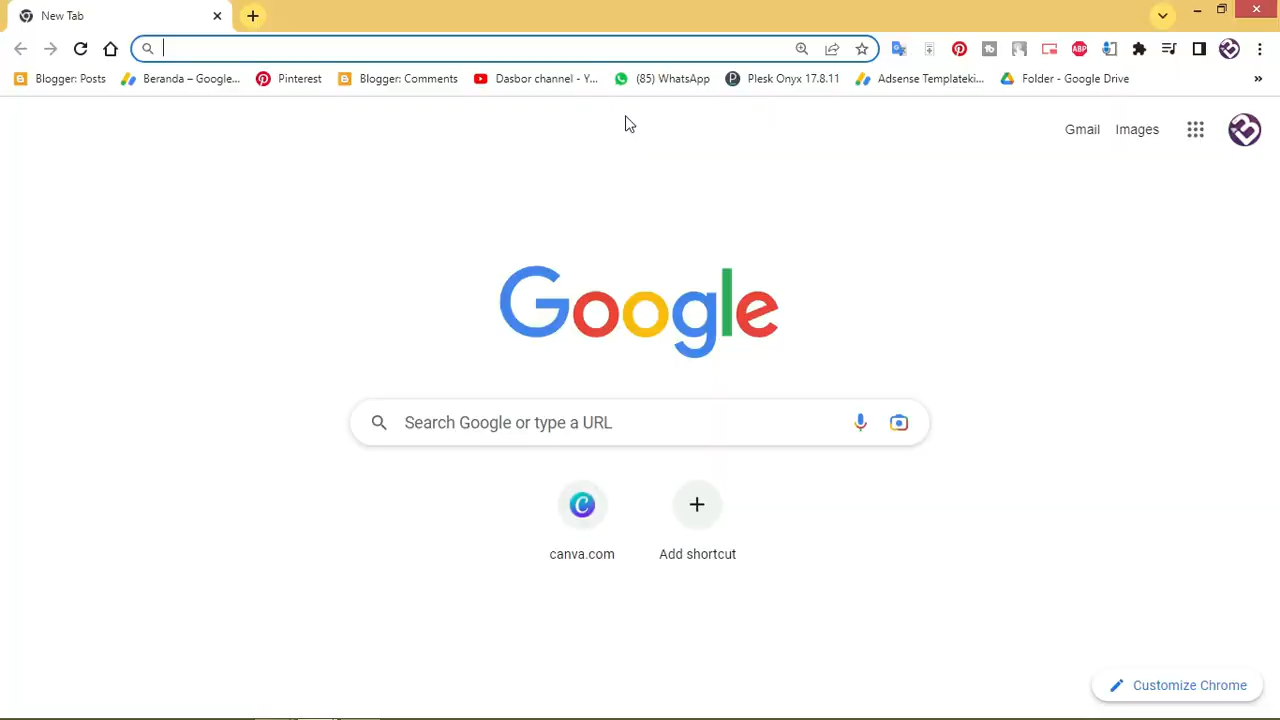 New Tab
Blogger: Posts
Beranda – Google...
Pinterest
Blogger: Comments
Dasbor channel - Y...
(85) WhatsApp
Plesk Onyx 17.8.11
Adsense Templateki...
Folder - Google Drive
»
ABP
Gmail Images
Google
Search Google or type a URL
canva.com
Add shortcut
Customize Chrome